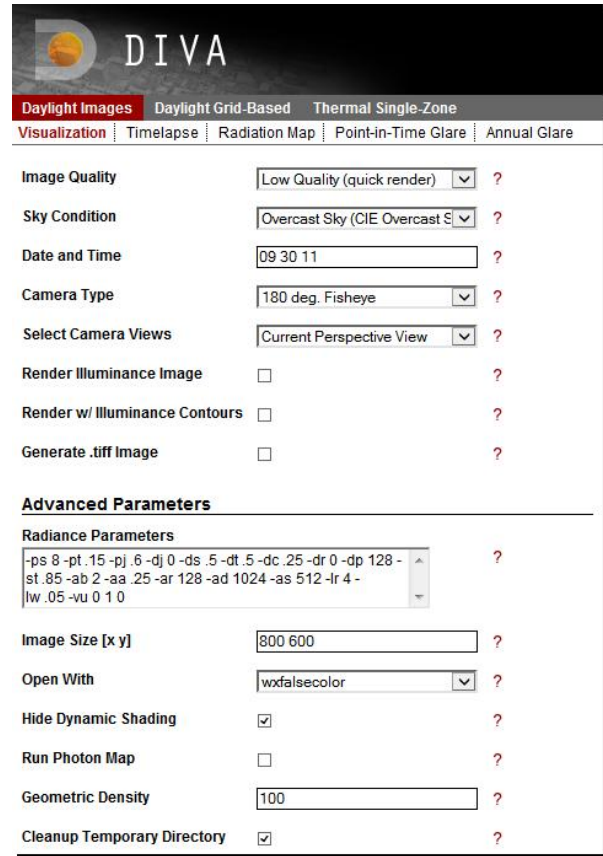 DIVA
Daylight Images Daylight Grid-Based Thermal Single-Zone
Visualization Timelapse Radiation Map Point-in-Time Glare Annual Glare
Image Quality Low Quality (quick render) ?
Sky Condition Overcast Sky (CIE Overcast S ?
Date and Time 09 30 11 ?
Camera Type 180 deg. Fisheye ?
Select Camera Views Current Perspective View ?
Render Illuminance Image ?
Render w/ Illuminance Contours ?
Generate .tiff Image ?
Advanced Parameters
Radiance Parameters
-ps 8 -pt .15 -pj .6 -dj 0 -ds .5 -dt .5 -dc .25 -dr 0 -dp 128 - ?
st .85 -ab 2 -aa .25 -ar 128 -ad 1024 -as 512 -lr 4 -
lw .05 -vu 0 1 0
Image Size [x y] 800 600 ?
Open With wxfalsecolor ?
Hide Dynamic Shading ?
Run Photon Map ?
Geometric Density 100 ?
Cleanup Temporary Directory ?